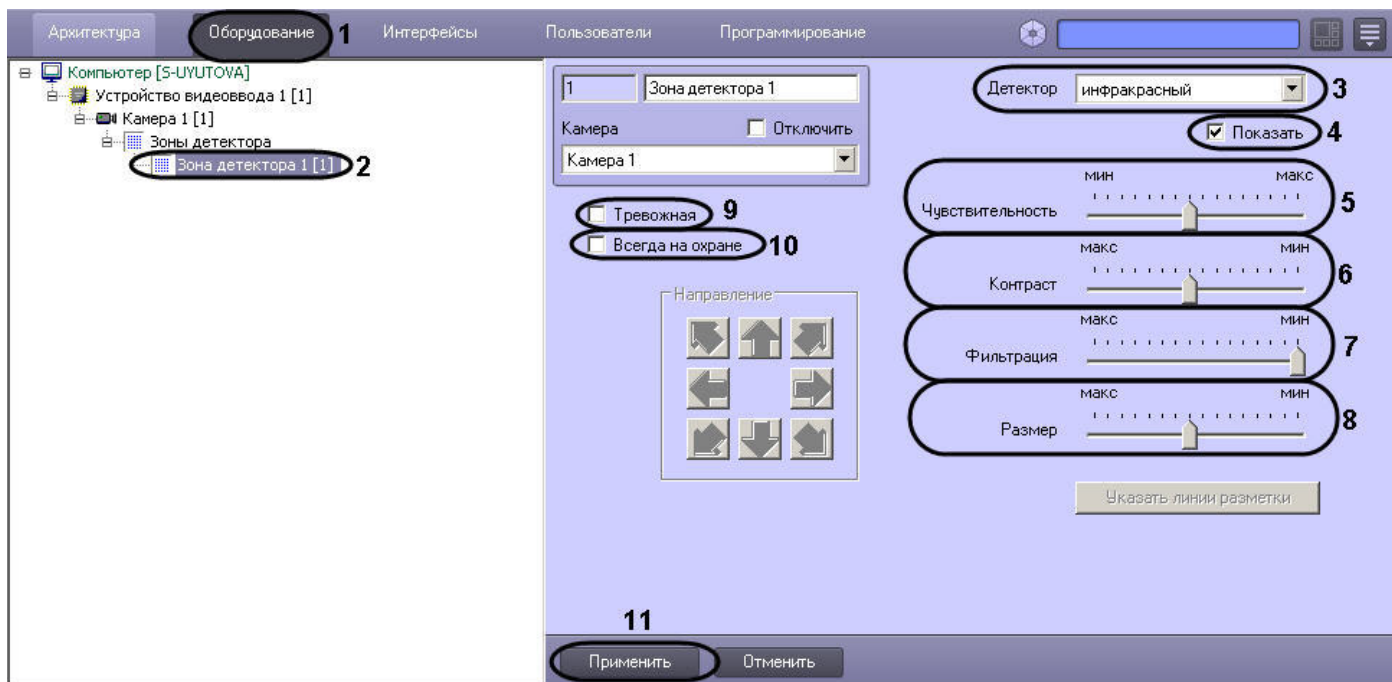 Архитектура Оборудование 1 Интерфейсы Пользователи Программирование
Компьютер [S-UYUTOVA]
Устройство видеоввода 1 [1]
Камера 1 [1]
Зоны детектора
Зона детектора 1 [1] 2
1 Зона детектора 1
Камера Отключить
Камера 1
Тревожная 9
Всегда на охране 10
Направление
Детектор инфракрасный 3
Показать 4
мин макс
Чувствительность 5
макс мин
Контраст 6
макс мин
Фильтрация 7
макс мин
Размер 8
Указать линии разметки
11
Применить Отменить